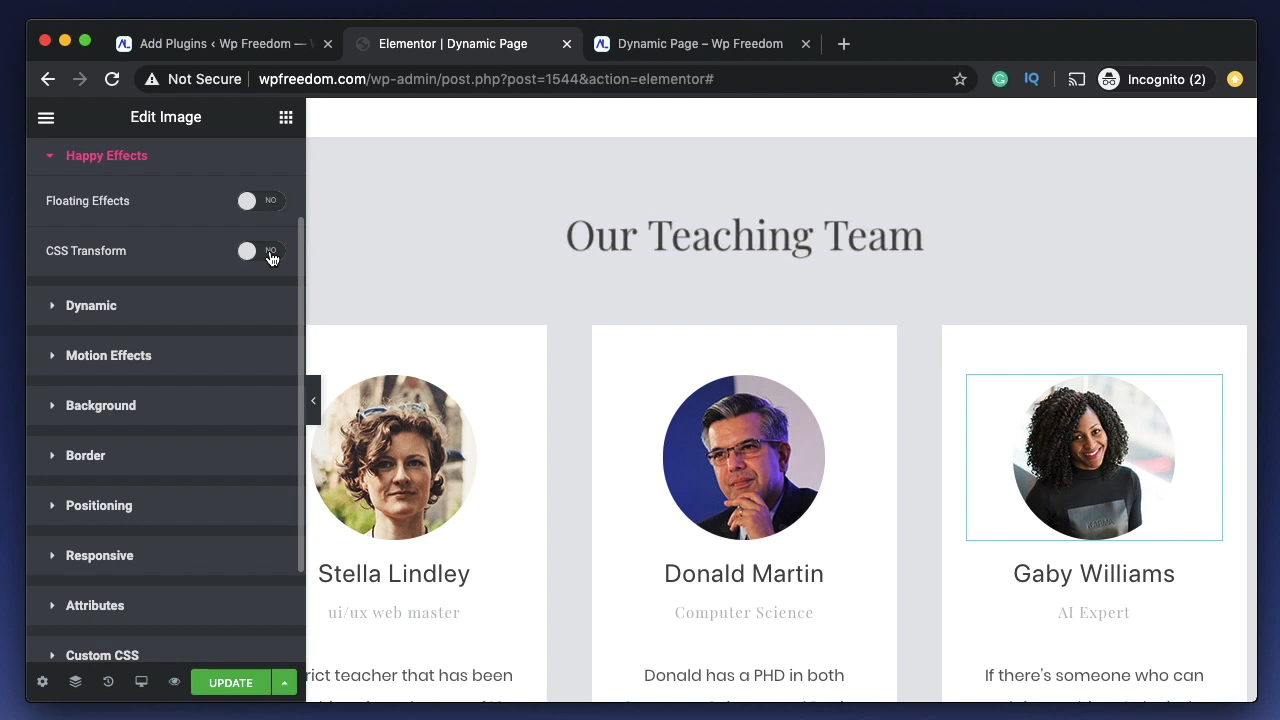 Add Plugins ‹ Wp Freedom —
Elementor | Dynamic Page
Dynamic Page – Wp Freedom
Not Secure
wpfreedom.com/wp-admin/post.php?post=1544&action=elementor#
IQ
Incognito (2)
Edit Image
Happy Effects
Floating Effects
NO
CSS Transform
NO
Dynamic
Motion Effects
Background
Border
Positioning
Responsive
Attributes
Custom CSS
UPDATE
Our Teaching Team
Stella Lindley
ui/ux web master
rict teacher that has been
Donald Martin
Computer Science
Donald has a PHD in both
Gaby Williams
AI Expert
If there's someone who can